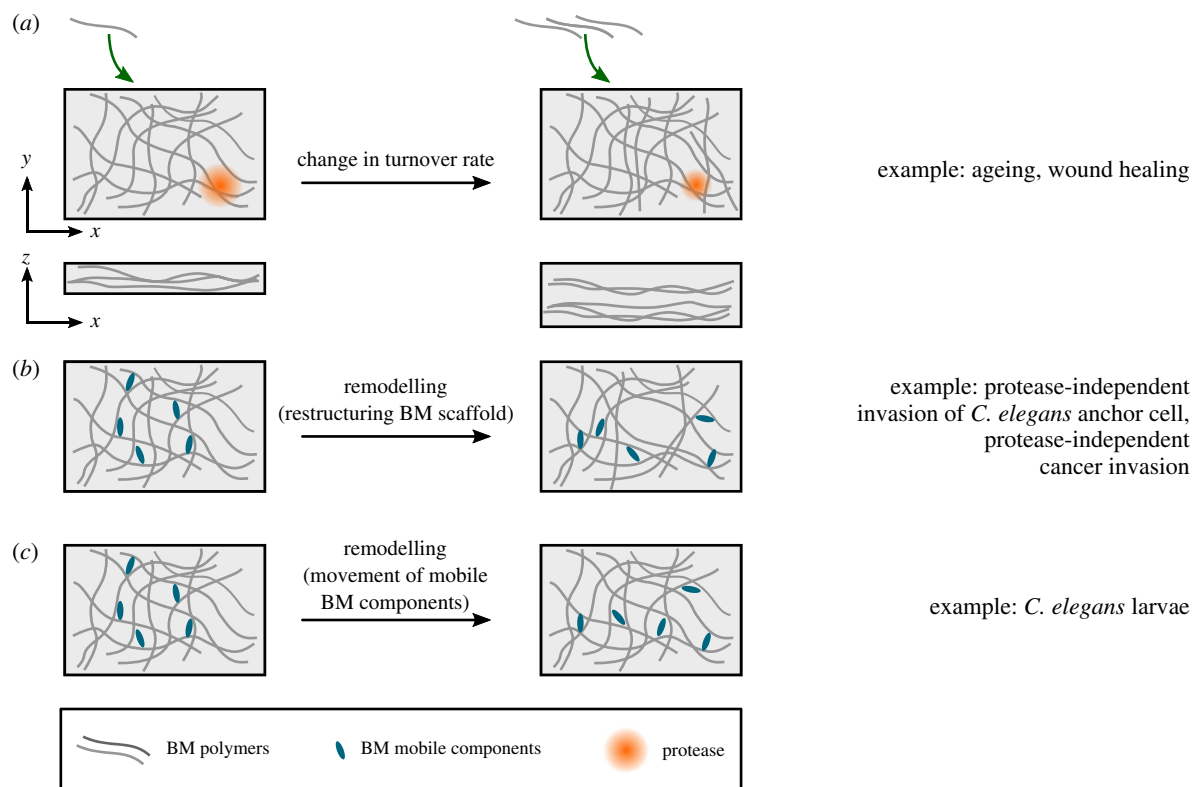 (a)
y
change in turnover rate
example: ageing, wound healing
x
z
x
(b)
remodelling
(restructuring BM scaffold)
example: protease-independent
invasion of C. elegans anchor cell,
protease-independent
cancer invasion
(c)
remodelling
(movement of mobile
BM components)
example: C. elegans larvae
BM polymers
BM mobile components
protease